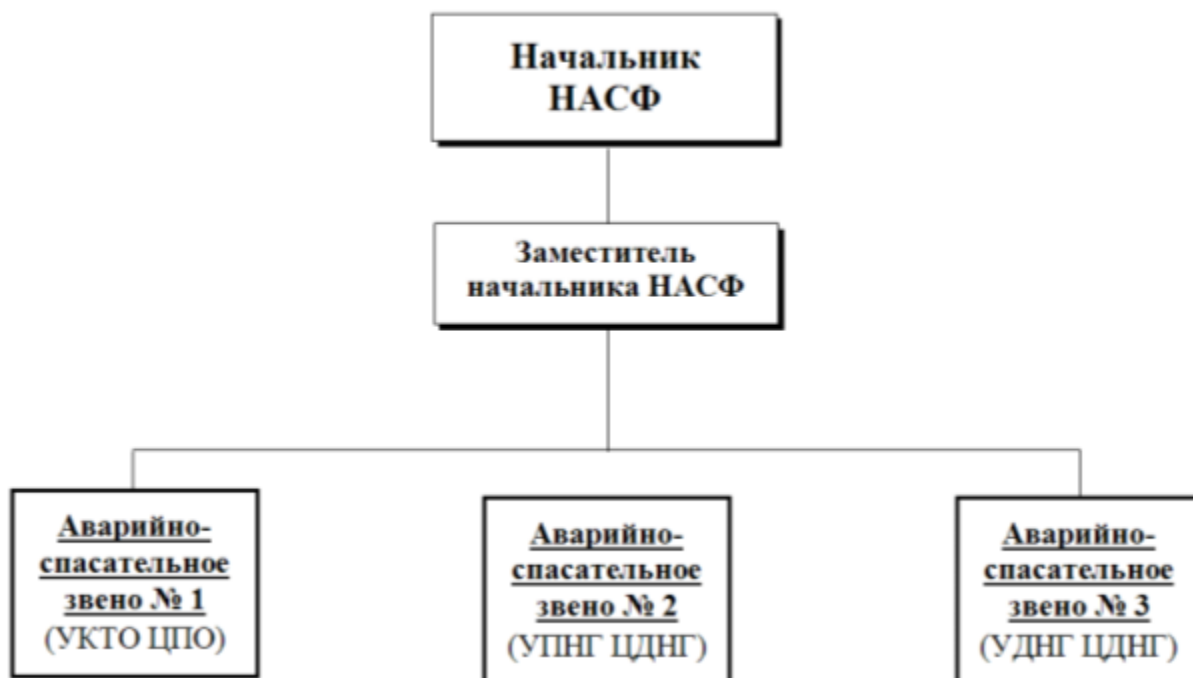 Начальник
НАСФ
Заместитель
начальника НАСФ
Аварийно-
спасательное
звено № 1
(УКТО ЦПО)
Аварийно-
спасательное
звено № 2
(УПНГ ЦДНГ)
Аварийно-
спасательное
звено № 3
(УДНГ ЦДНГ)